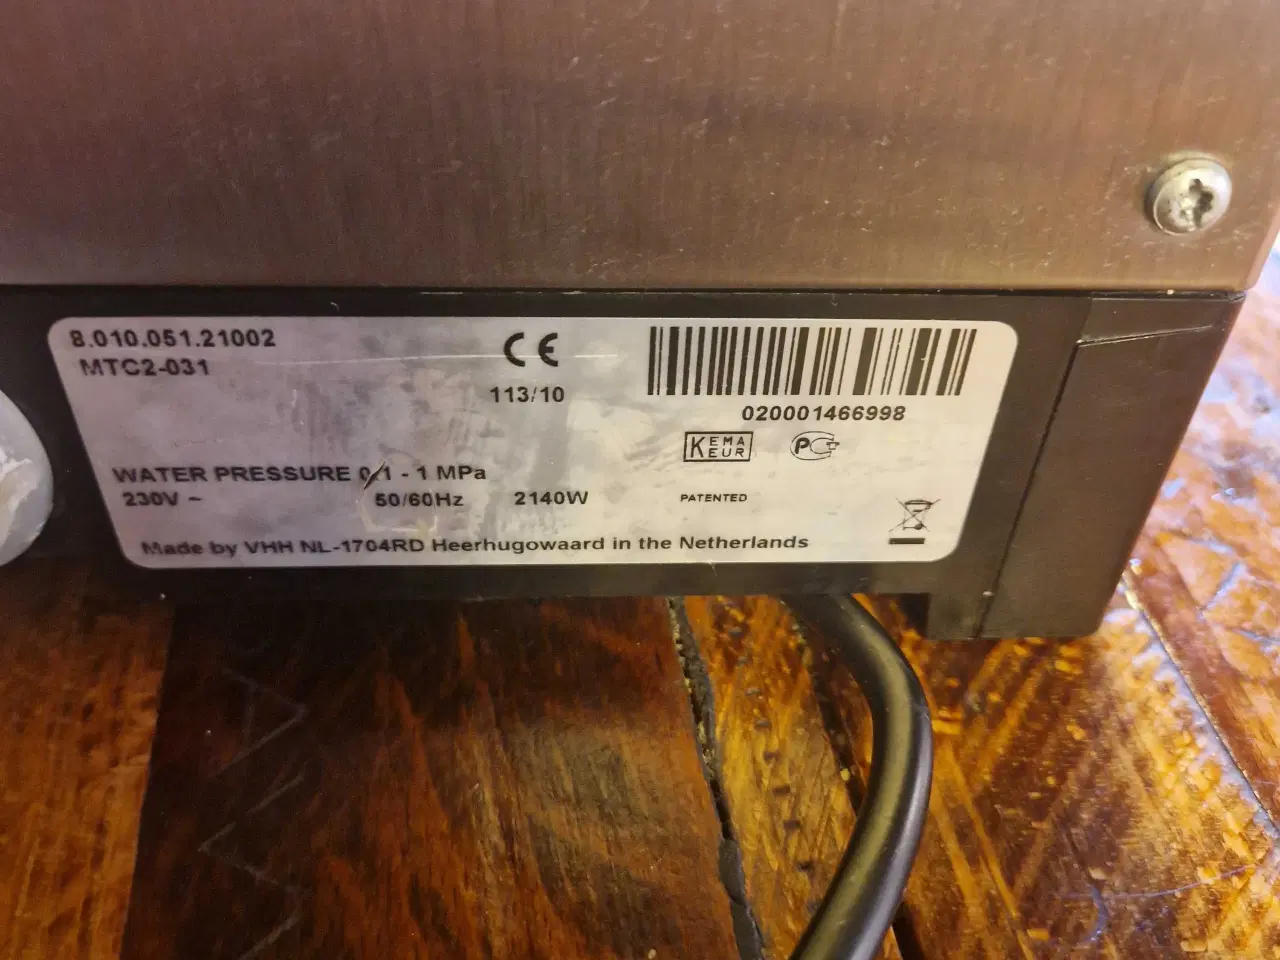 8.010.051.21002
MTC2-031
CE
113/10
020001466998
KEMA
KEUR
PCT
WATER PRESSURE 0.1 - 1 MPa
230V ~ 50/60Hz 2140W
PATENTED
Made by VHH NL-1704RD Heerhugowaard in the Netherlands